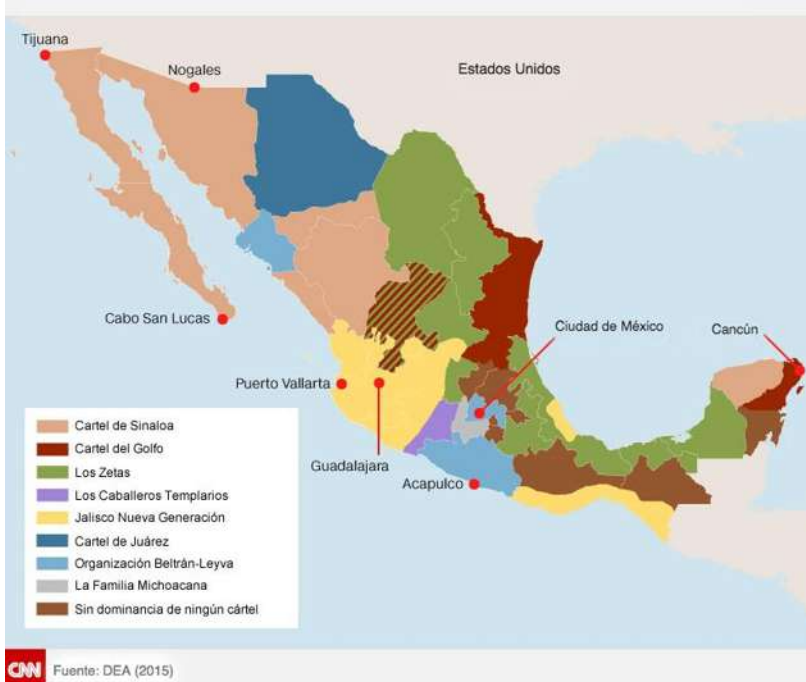 Tijuana
Nogales
Estados Unidos
Cabo San Lucas
Ciudad de México
Cancún
Puerto Vallarta
Guadalajara
Acapulco
Cartel de Sinaloa
Cartel del Golfo
Los Zetas
Los Caballeros Templarios
Jalisco Nueva Generación
Cartel de Juárez
Organización Beltrán-Leyva
La Familia Michoacana
Sin dominancia de ningún cártel
CNN Fuente: DEA (2015)